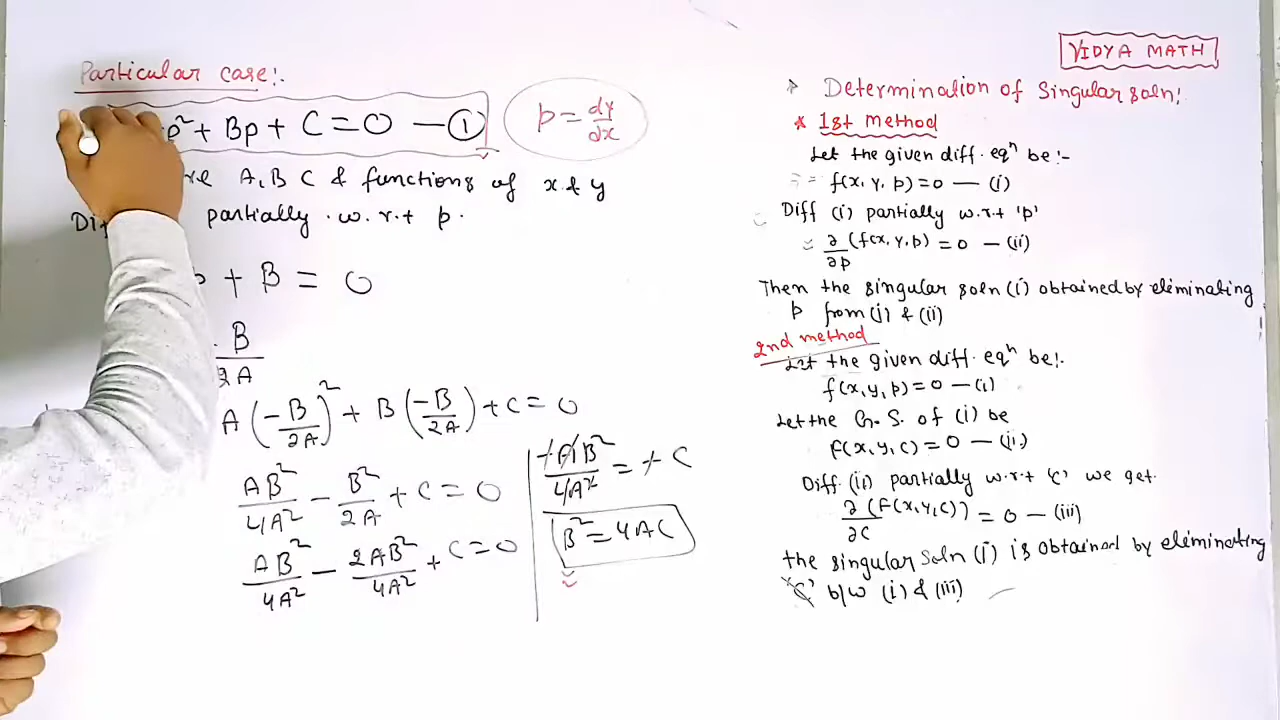 VIDYA MATH
Particular case:.
p² + Bp + C = 0 — ①
p = dy/dx
A, B C & functions of x & y
partially . w.r.t p.
+ B = 0
B/2A
A(-B/2A)² + B(-B/2A) + C = 0
AB²/4A² - B²/2A + C = 0
AB²/4A² - 2AB²/4A² + C = 0
+AB²/4A² = + C
B² = 4AC
Determination of Singular soln!
* 1st method
Let the given diff. eqⁿ be:-
f(x, y, p) = 0 — (i)
Diff (i) partially w.r.t 'p'
∂/∂p (f(x, y, p) = 0 — (ii)
Then the singular soln (i) obtained by eliminating
p from (i) & (ii)
2nd method
Let the given diff. eqⁿ be!.
f(x, y, p) = 0 — (i)
Let the G. S. of (i) be
F(x, y, c) = 0 — (ii)
Diff (ii) partially w.r.t 'c' we get.
∂(F(x, y, c))/∂c = 0 — (iii)
the singular soln (i) is obtained by eleminating
'c' b/w (i) & (iii)